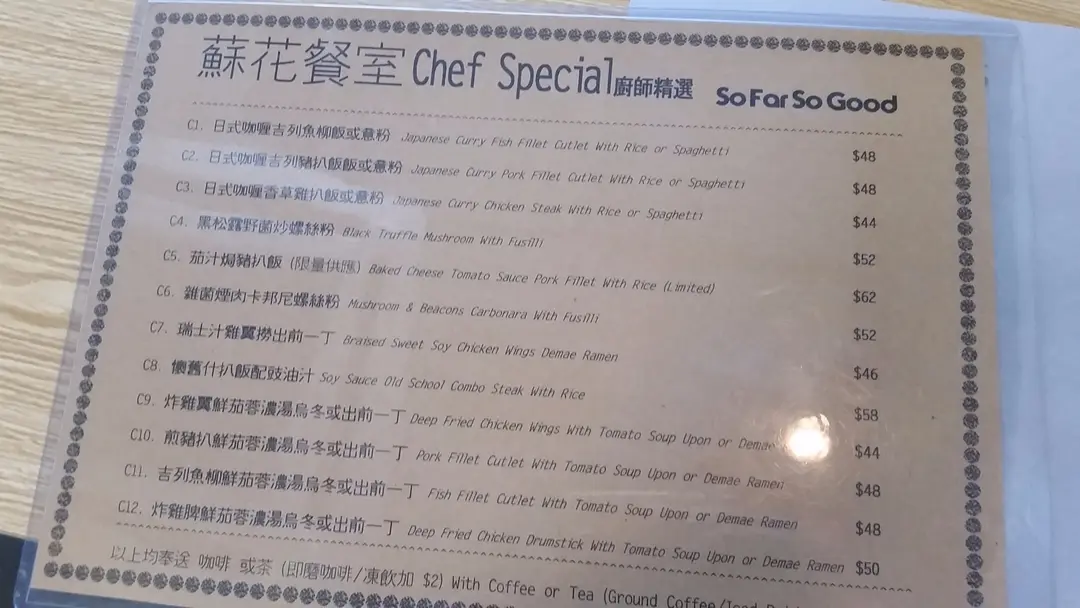 蘇花餐室 Chef Special 廚師精選 So Far So Good
C1. 日式咖喱吉列魚柳飯或意粉 Japanese Curry Fish Fillet Cutlet With Rice or Spaghetti $48
C2. 日式咖喱吉列豬扒飯飯或意粉 Japanese Curry Pork Fillet Cutlet With Rice or Spaghetti $48
C3. 日式咖喱香草雞扒飯或意粉 Japanese Curry Chicken Steak With Rice or Spaghetti $44
C4. 黑松露野菌炒螺絲粉 Black Truffle Mushroom With Fusilli $52
C5. 茄汁焗豬扒飯 (限量供應) Baked Cheese Tomato Sauce Pork Fillet With Rice (Limited) $62
C6. 雜菌煙肉卡邦尼螺絲粉 Mushroom & Beacons Carbonara With Fusilli $52
C7. 瑞士汁雞翼撈出前一丁 Braised Sweet Soy Chicken Wings Demae Ramen $46
C8. 懷舊什扒飯配豉油汁 Soy Sauce Old School Combo Steak With Rice $58
C9. 炸雞翼鮮茄蓉濃湯烏冬或出前一丁 Deep Fried Chicken Wings With Tomato Soup Upon or Demae $44
C10. 煎豬扒鮮茄蓉濃湯烏冬或出前一丁 Pork Fillet Cutlet With Tomato Soup Upon or Demae Ramen $48
C11. 吉列魚柳鮮茄蓉濃湯烏冬或出前一丁 Fish Fillet Cutlet With Tomato Soup Upon or Demae Ramen $48
C12. 炸雞脾鮮茄蓉濃湯烏冬或出前一丁 Deep Fried Chicken Drumstick With Tomato Soup Upon or Demae Ramen $50
以上均奉送 咖啡 或茶 (即磨咖啡/凍飲加 $2) With Coffee or Tea (Ground Coffee/Iced